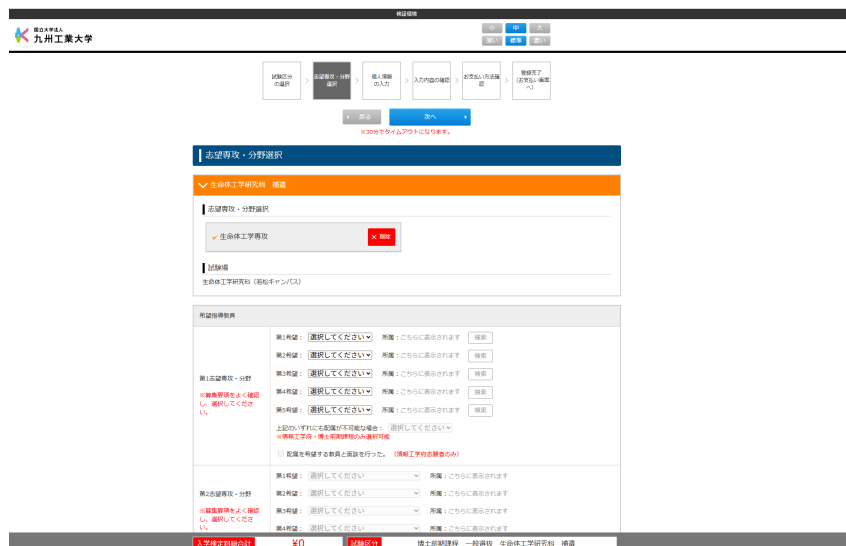 検証環境
国立大学法人
九州工業大学
小 中 大
弱い 標準 濃い
試験区分の選択 > 志望専攻・分野選択 > 個人情報の入力 > 入力内容の確認 > お支払い方法確認 > 登録完了(お支払い画面へ)
戻る 次へ
※30分でタイムアウトになります。
志望専攻・分野選択
生命体工学研究科 補遺
志望専攻・分野選択
生命体工学専攻 × 削除
試験場
生命体工学研究科（若松キャンパス）
希望指導教員
第1志望専攻・分野
※募集要項をよく確認し、選択してください。
第1希望： 選択してください 所属：こちらに表示されます 検索
第2希望： 選択してください 所属：こちらに表示されます 検索
第3希望： 選択してください 所属：こちらに表示されます 検索
第4希望： 選択してください 所属：こちらに表示されます 検索
第5希望： 選択してください 所属：こちらに表示されます 検索
上記のいずれにも配属が不可能な場合： 選択してください
※情報工学府・博士前期課程のみ選択可能
配属を希望する教員と面談を行った。（情報工学府志願者のみ）
第2志望専攻・分野
※募集要項をよく確認し、選択してください。
第1希望： 選択してください 所属：こちらに表示されます
第2希望： 選択してください 所属：こちらに表示されます
第3希望： 選択してください 所属：こちらに表示されます
第4希望： 選択してください 所属：こちらに表示されます
入学検定料総合計 ¥0 試験区分 博士前期課程 一般選抜 生命体工学研究科 補遺